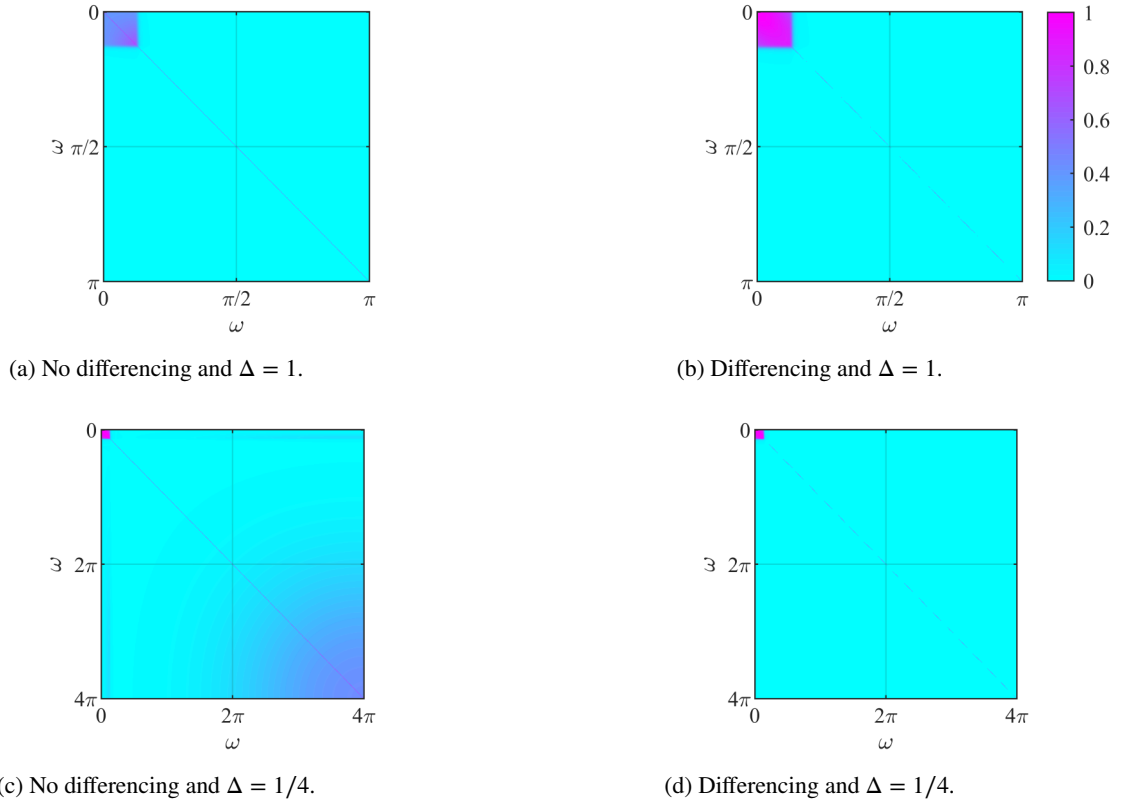 0
π/2
π
ω
0
π/2
π
ω
0
π/2
π
ω
0
π/2
π
ω
1
0.8
0.6
0.4
0.2
0
(a) No differencing and Δ = 1.
(b) Differencing and Δ = 1.
0
2π
4π
ω
0
2π
4π
ω
0
2π
4π
ω
0
2π
4π
ω
(c) No differencing and Δ = 1/4.
(d) Differencing and Δ = 1/4.